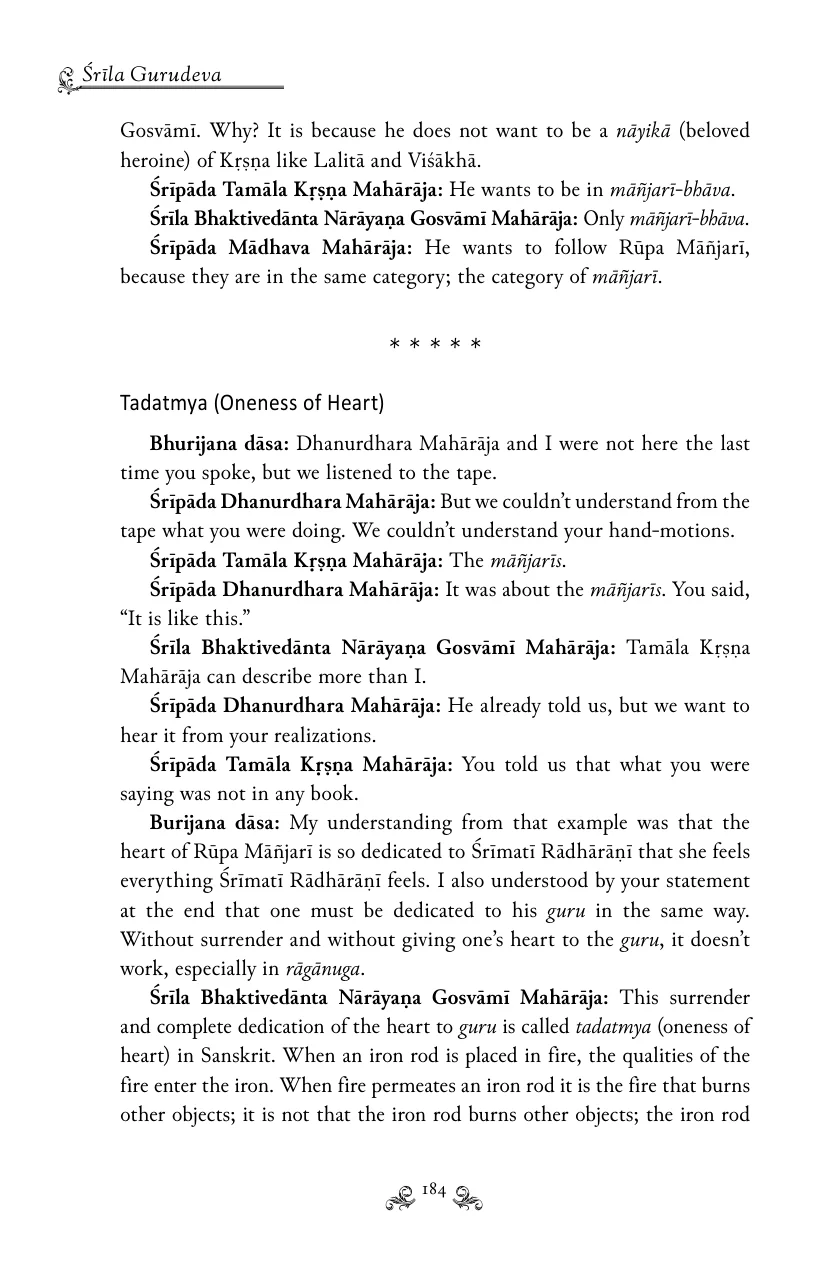 Śrīla Gurudeva
Gosvāmī. Why? It is because he does not want to be a nāyikā (beloved
heroine) of Kṛṣṇa like Lalitā and Viśākhā.
Śrīpāda Tamāla Kṛṣṇa Mahārāja: He wants to be in māñjarī-bhāva.
Śrīla Bhaktivedānta Nārāyaṇa Gosvāmī Mahārāja: Only māñjarī-bhāva.
Śrīpāda Mādhava Mahārāja: He wants to follow Rūpa Māñjarī,
because they are in the same category; the category of māñjarī.
* * * * *
Tadatmya (Oneness of Heart)
Bhurijana dāsa: Dhanurdhara Mahārāja and I were not here the last
time you spoke, but we listened to the tape.
Śrīpāda Dhanurdhara Mahārāja: But we couldn’t understand from the
tape what you were doing. We couldn’t understand your hand-motions.
Śrīpāda Tamāla Kṛṣṇa Mahārāja: The māñjarīs.
Śrīpāda Dhanurdhara Mahārāja: It was about the māñjarīs. You said,
“It is like this.”
Śrīla Bhaktivedānta Nārāyaṇa Gosvāmī Mahārāja: Tamāla Kṛṣṇa
Mahārāja can describe more than I.
Śrīpāda Dhanurdhara Mahārāja: He already told us, but we want to
hear it from your realizations.
Śrīpāda Tamāla Kṛṣṇa Mahārāja: You told us that what you were
saying was not in any book.
Burijana dāsa: My understanding from that example was that the
heart of Rūpa Māñjarī is so dedicated to Śrīmatī Rādhārāṇī that she feels
everything Śrīmatī Rādhārāṇī feels. I also understood by your statement
at the end that one must be dedicated to his guru in the same way.
Without surrender and without giving one’s heart to the guru, it doesn’t
work, especially in rāgānuga.
Śrīla Bhaktivedānta Nārāyaṇa Gosvāmī Mahārāja: This surrender
and complete dedication of the heart to guru is called tadatmya (oneness of
heart) in Sanskrit. When an iron rod is placed in fire, the qualities of the
fire enter the iron. When fire permeates an iron rod it is the fire that burns
other objects; it is not that the iron rod burns other objects; the iron rod
184